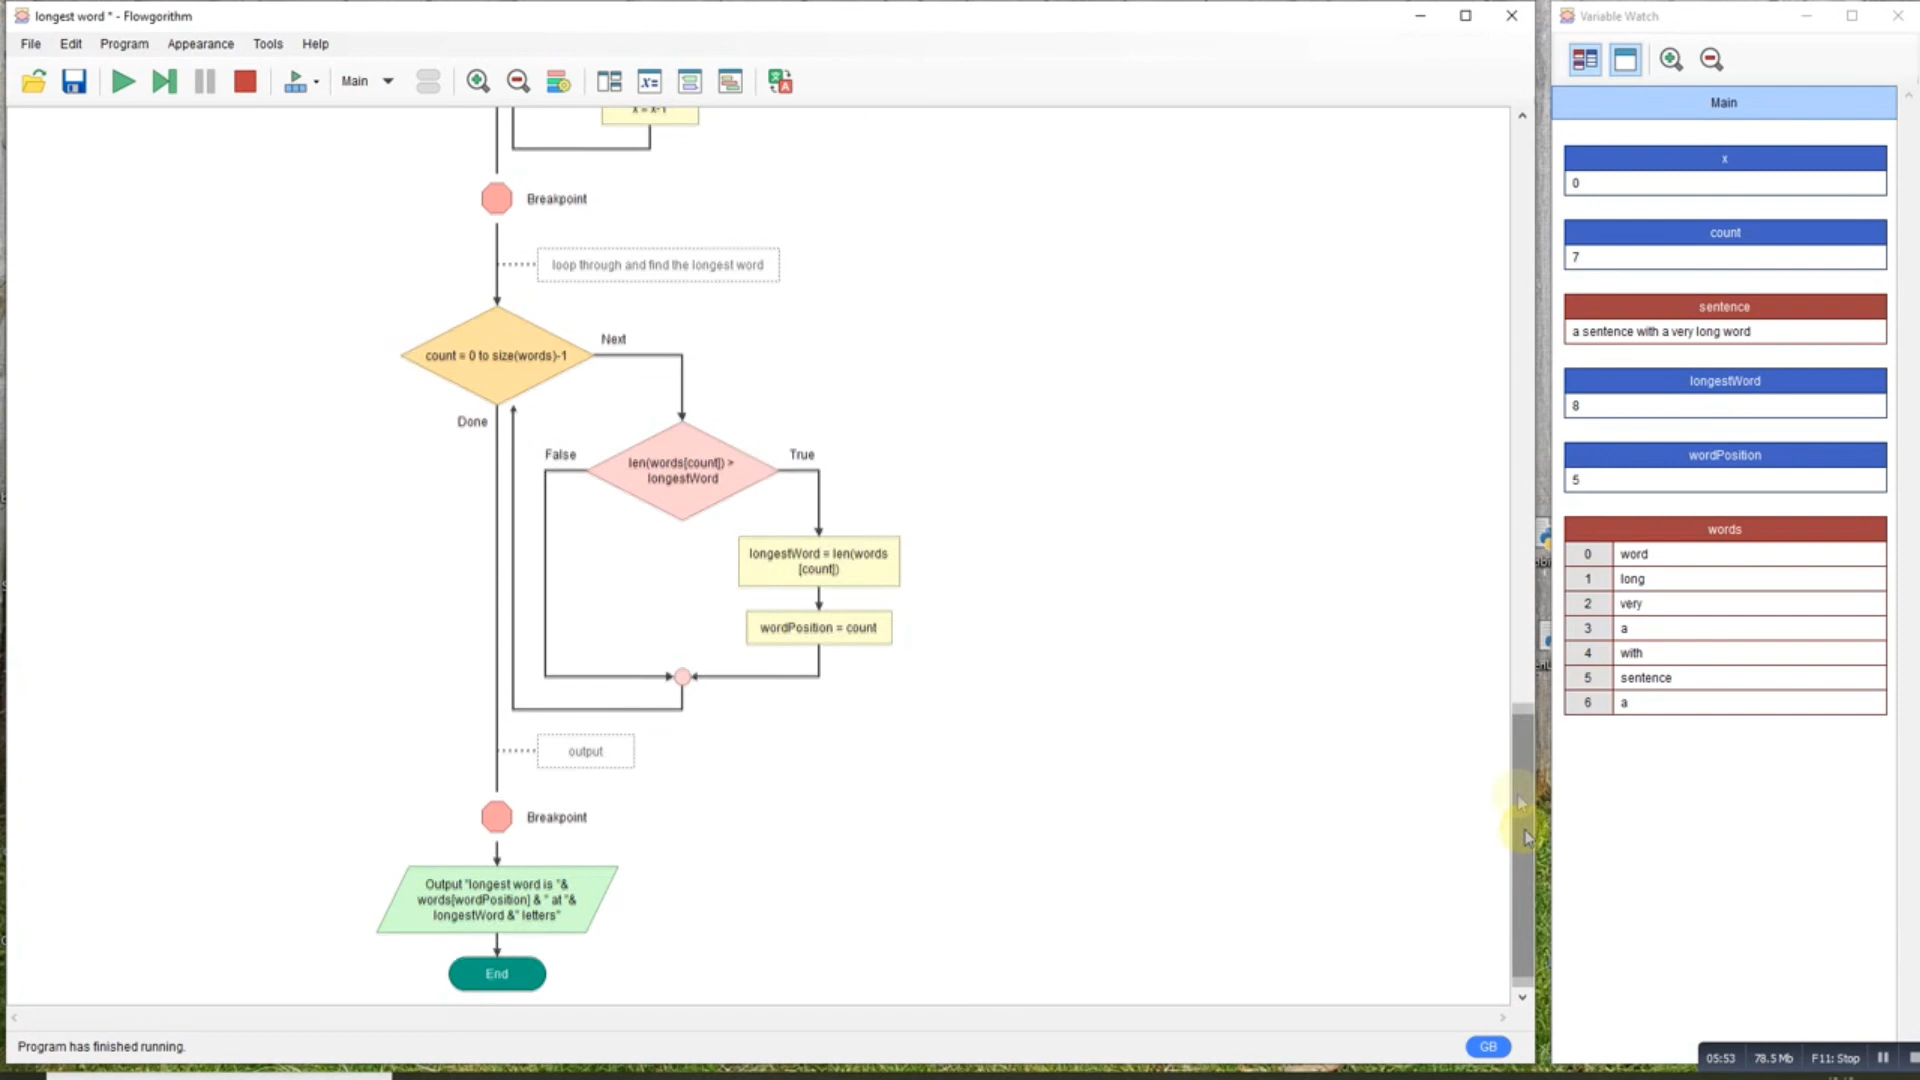 longest word * - Flowgorithm
File Edit Program Appearance Tools Help
Main
Breakpoint
loop through and find the longest word
count = 0 to size(words)-1
Next
Done
False
len(words[count]) >
longestWord
True
longestWord = len(words
[count])
wordPosition = count
output
Breakpoint
Output "longest word is "&
words[wordPosition] & " at "&
longestWord &" letters"
End
Program has finished running.
GB
Variable Watch
Main
x
0
count
7
sentence
a sentence with a very long word
longestWord
8
wordPosition
5
words
0 word
1 long
2 very
3 a
4 with
5 sentence
6 a
05:53 78.5 Mb F11: Stop